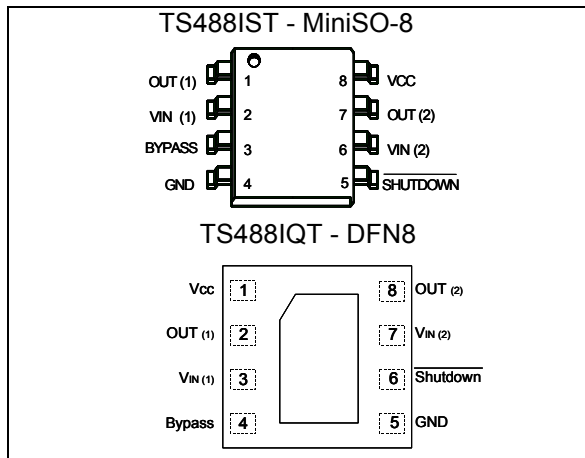 TS488IST - MiniSO-8
OUT (1) 1 8 VCC
VIN (1) 2 7 OUT (2)
BYPASS 3 6 VIN (2)
GND 4 5 SHUTDOWN
TS488IQT - DFN8
Vcc 1 8 OUT (2)
OUT (1) 2 7 VIN (2)
VIN (1) 3 6 Shutdown
Bypass 4 5 GND